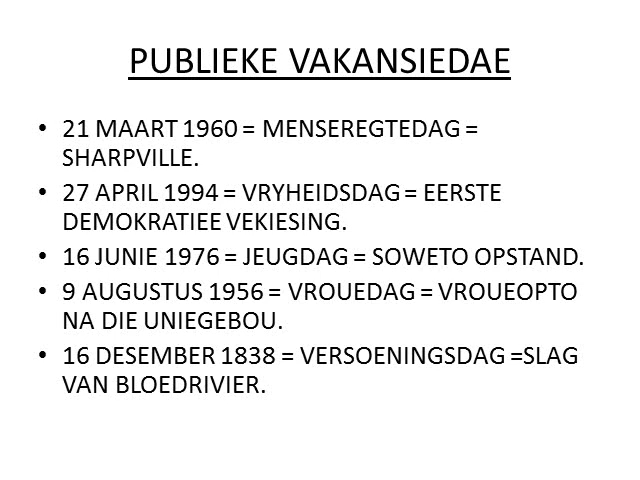 PUBLIEKE VAKANSIEDAE
• 21 MAART 1960 = MENSEREGTEDAG =
SHARPVILLE.
• 27 APRIL 1994 = VRYHEIDSDAG = EERSTE
DEMOKRATIEE VEKIESING.
• 16 JUNIE 1976 = JEUGDAG = SOWETO OPSTAND.
• 9 AUGUSTUS 1956 = VROUEDAG = VROUEOPTO
NA DIE UNIEGEBOU.
• 16 DESEMBER 1838 = VERSOENINGSDAG =SLAG
VAN BLOEDRIVIER.